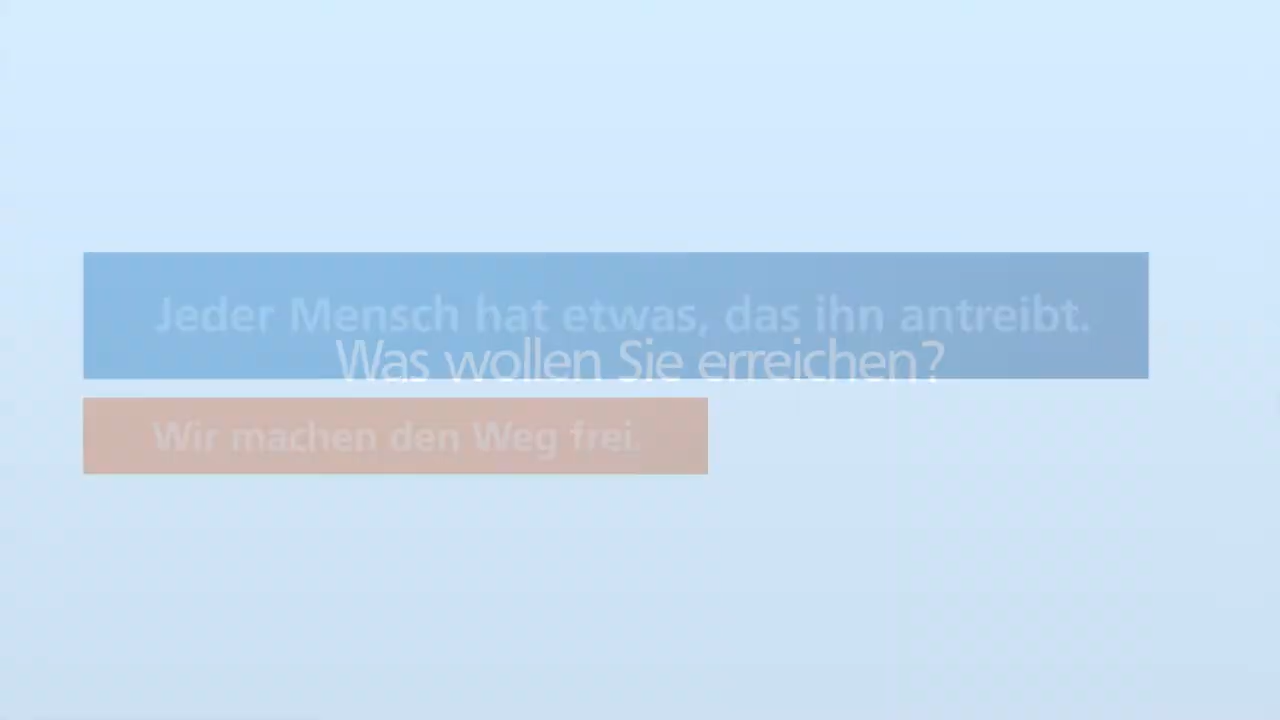 Jeder Mensch hat etwas, das ihn antreibt.
Was wollen Sie erreichen?
Wir machen den Weg frei.